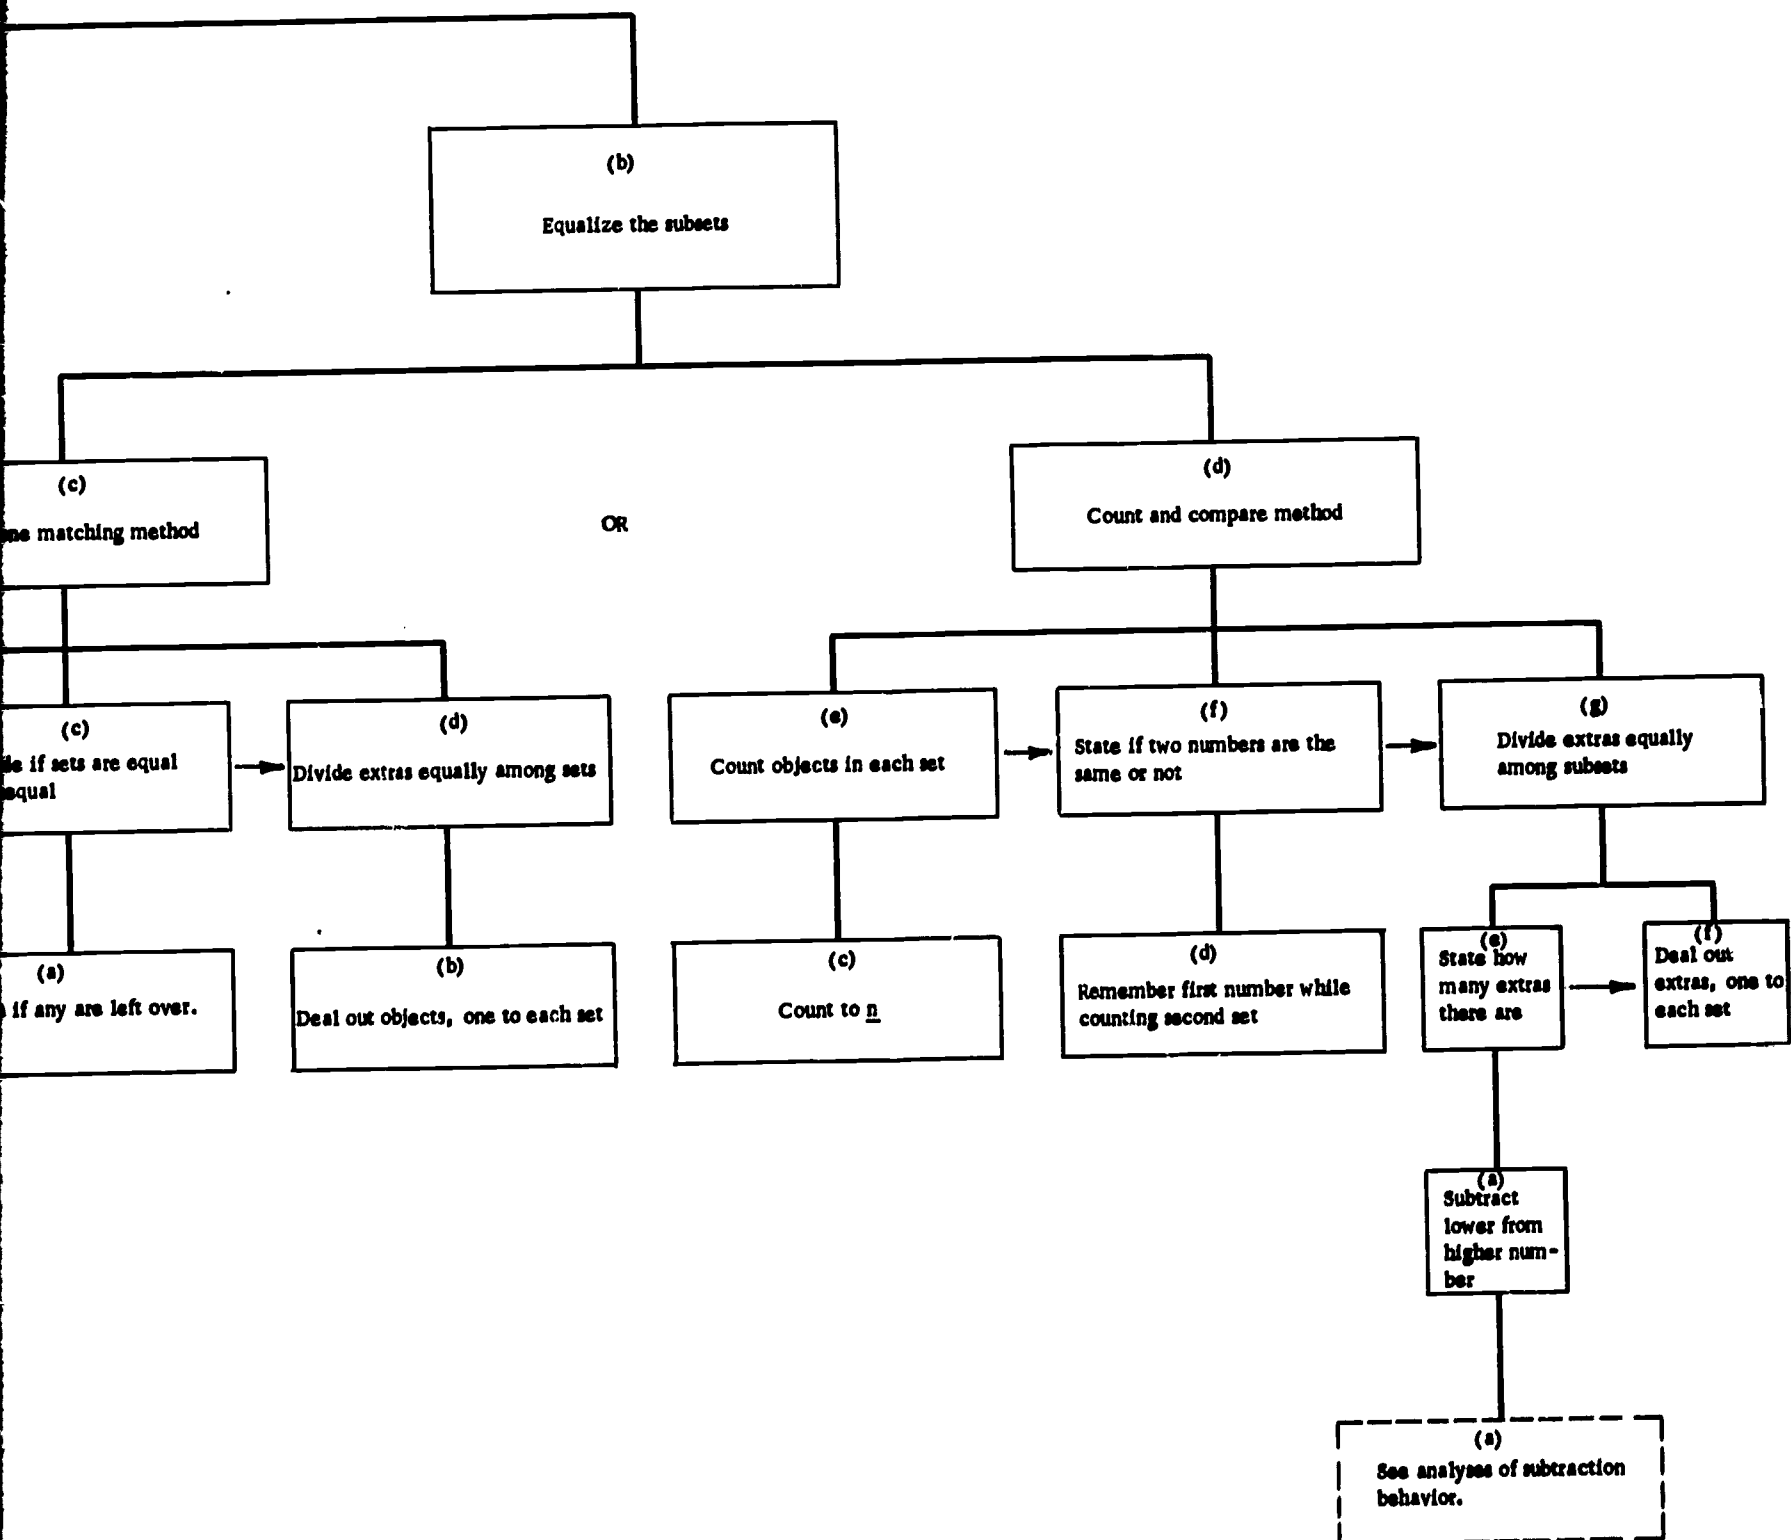 (b)
Equalize the subsets
(c)
matching method
OR
(d)
Count and compare method
(c)
if sets are equal
(d)
Divide extras equally among sets
(e)
Count objects in each set
(f)
State if two numbers are the
same or not
(g)
Divide extras equally
among subsets
(a)
if any are left over.
(b)
Deal out objects, one to each set
(c)
Count to n
(d)
Remember first number while
counting second set
(e)
State how
many extras
there are
(f)
Deal out
extras, one to
each set
(a)
Subtract
lower from
higher num-
ber
(a)
See analyses of subtraction
behavior.